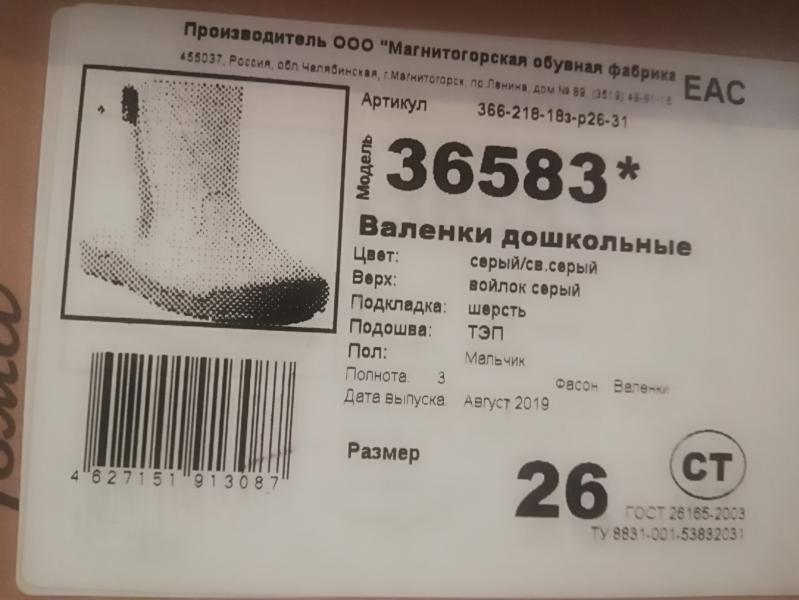 Производитель ООО "Магнитогорская обувная фабрика
455037, Россия, обл.Челябинская, г.Магнитогорск, пр.Ленина, дом № 89
ЕАС
Артикул 366-218-18з-р26-31
Модель 36583*
Валенки дошкольные
Цвет: серый/св.серый
Верх: войлок серый
Подкладка: шерсть
Подошва: ТЭП
Пол: Мальчик
Полнота 3 Фасон Валенки
Дата выпуска Август 2019
Размер 26
СТ
ГОСТ 26165-2003
ТУ 8831-001-53832031
4 627151 913087